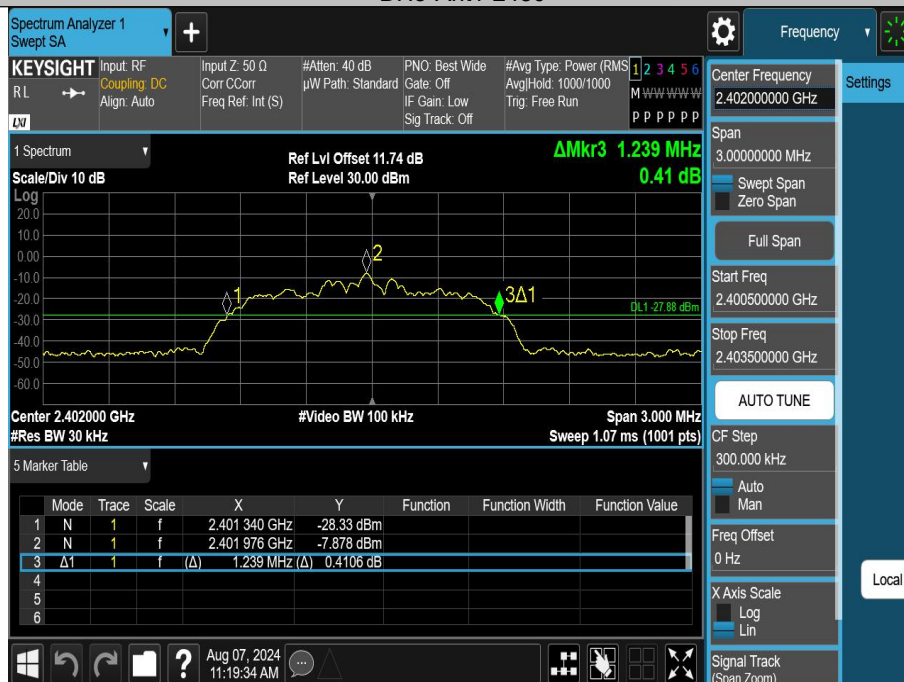 Spectrum Analyzer 1
Swept SA
+
Frequency
KEYSIGHT
RL
LXI
Input: RF
Coupling: DC
Align: Auto
Input Z: 50 Ω
Corr CCorr
Freq Ref: Int (S)
#Atten: 40 dB
µW Path: Standard
PNO: Best Wide
Gate: Off
IF Gain: Low
Sig Track: Off
#Avg Type: Power (RMS
Avg|Hold: 1000/1000
Trig: Free Run
1 2 3 4 5 6
M W W W W W
P P P P P P
1 Spectrum
Scale/Div 10 dB
Ref Lvl Offset 11.74 dB
Ref Level 30.00 dBm
ΔMkr3 1.239 MHz
0.41 dB
Log
20.0
10.0
0.00
-10.0
-20.0
-30.0
-40.0
-50.0
-60.0
1
2
3Δ1
DL1 -27.88 dBm
Center 2.402000 GHz
#Video BW 100 kHz
Span 3.000 MHz
#Res BW 30 kHz
Sweep 1.07 ms (1001 pts)
5 Marker Table
Mode Trace Scale X Y Function Function Width Function Value
1 N 1 f 2.401 340 GHz -28.33 dBm
2 N 1 f 2.401 976 GHz -7.878 dBm
3 Δ1 1 f (Δ) 1.239 MHz (Δ) 0.4106 dB
4
5
6
?
Aug 07, 2024
11:19:34 AM
Center Frequency
2.402000000 GHz
Settings
Span
3.00000000 MHz
Swept Span
Zero Span
Full Span
Start Freq
2.400500000 GHz
Stop Freq
2.403500000 GHz
AUTO TUNE
CF Step
300.000 kHz
Auto
Man
Freq Offset
0 Hz
Local
X Axis Scale
Log
Lin
Signal Track
(Span Zoom)